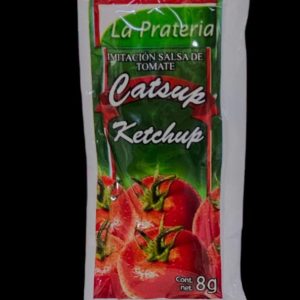 La Prateria
IMITACIÓN SALSA DE
TOMATE
Catsup
Ketchup
Cont.
net. 8g